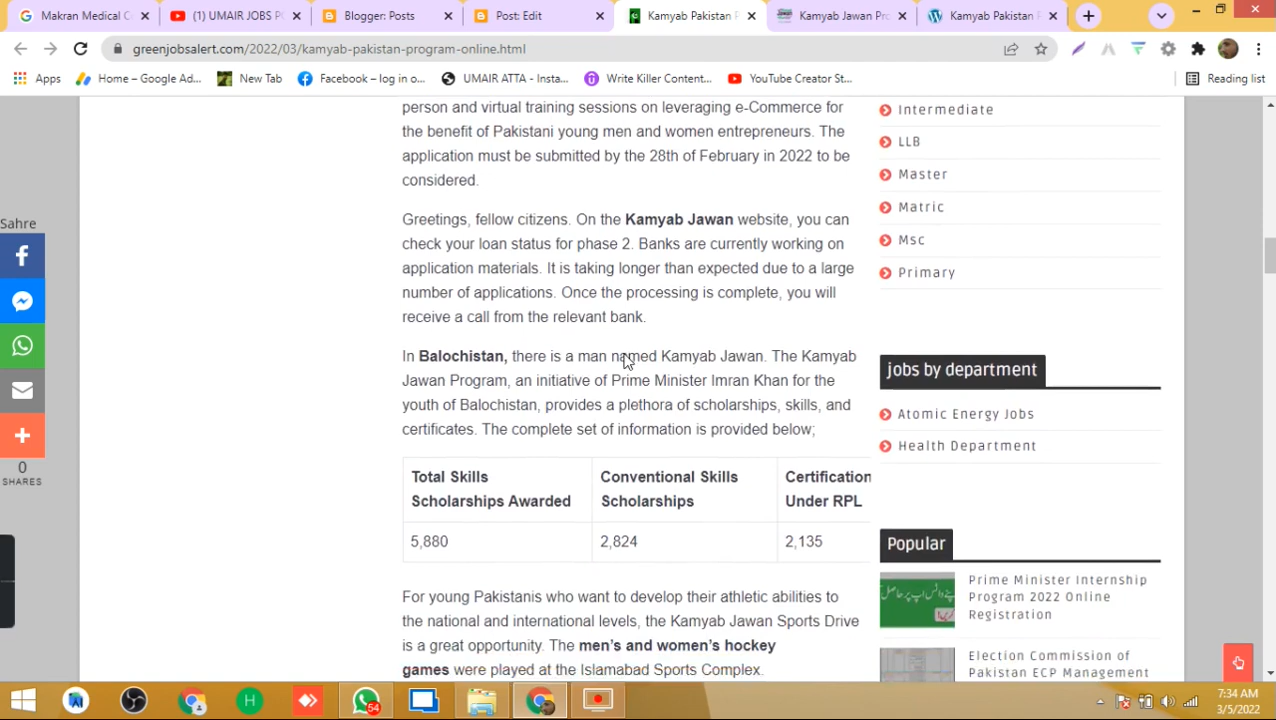 Makran Medical C
(1) UMAIR JOBS P
Blogger: Posts
Post: Edit
Kamyab Pakistan P
Kamyab Jawan Pro
Kamyab Pakistan
greenjobsalert.com/2022/03/kamyab-pakistan-program-online.html
Apps
Home – Google Ad...
New Tab
Facebook – log in o...
UMAIR ATTA - Insta...
Write Killer Content...
YouTube Creator St...
Reading list
person and virtual training sessions on leveraging e-Commerce for
the benefit of Pakistani young men and women entrepreneurs. The
application must be submitted by the 28th of February in 2022 to be
considered.
Greetings, fellow citizens. On the Kamyab Jawan website, you can
check your loan status for phase 2. Banks are currently working on
application materials. It is taking longer than expected due to a large
number of applications. Once the processing is complete, you will
receive a call from the relevant bank.
In Balochistan, there is a man named Kamyab Jawan. The Kamyab
Jawan Program, an initiative of Prime Minister Imran Khan for the
youth of Balochistan, provides a plethora of scholarships, skills, and
certificates. The complete set of information is provided below;
Total Skills
Scholarships Awarded
Conventional Skills
Scholarships
Certification
Under RPL
5,880
2,824
2,135
For young Pakistanis who want to develop their athletic abilities to
the national and international levels, the Kamyab Jawan Sports Drive
is a great opportunity. The men's and women's hockey
games were played at the Islamabad Sports Complex.
Sahre
0
SHARES
Intermediate
LLB
Master
Matric
Msc
Primary
jobs by department
Atomic Energy Jobs
Health Department
Popular
Prime Minister Internship
Program 2022 Online
Registration
Election Commission of
Pakistan ECP Management
H
54
7:34 AM
3/5/2022